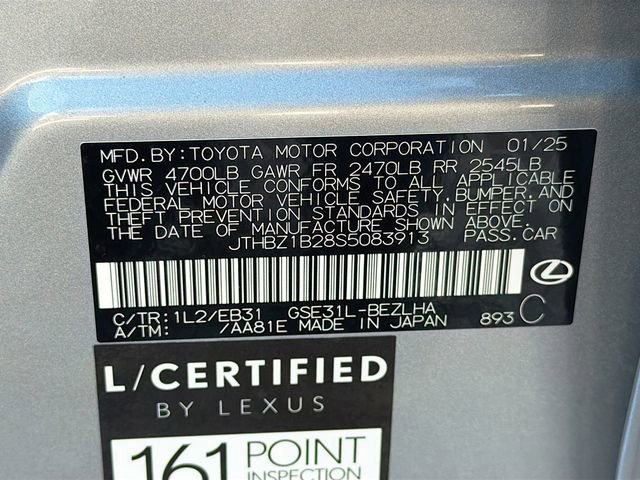 MFD. BY: TOYOTA MOTOR CORPORATION 01/25
GVWR 4700LB GAWR FR 2470LB RR 2545LB
THIS VEHICLE CONFORMS TO ALL APPLICABLE
FEDERAL MOTOR VEHICLE SAFETY, BUMPER, AND
THEFT PREVENTION STANDARDS IN EFFECT ON
THE DATE OF MANUFACTURE SHOWN ABOVE.
JTHBZ1B28S5083913 PASS. CAR
C/TR: 1L2/EB31 GSE31L-BEZLHA
A/TM: /AA81E MADE IN JAPAN 893 C
L/CERTIFIED
BY LEXUS
161 POINT
INSPECTION